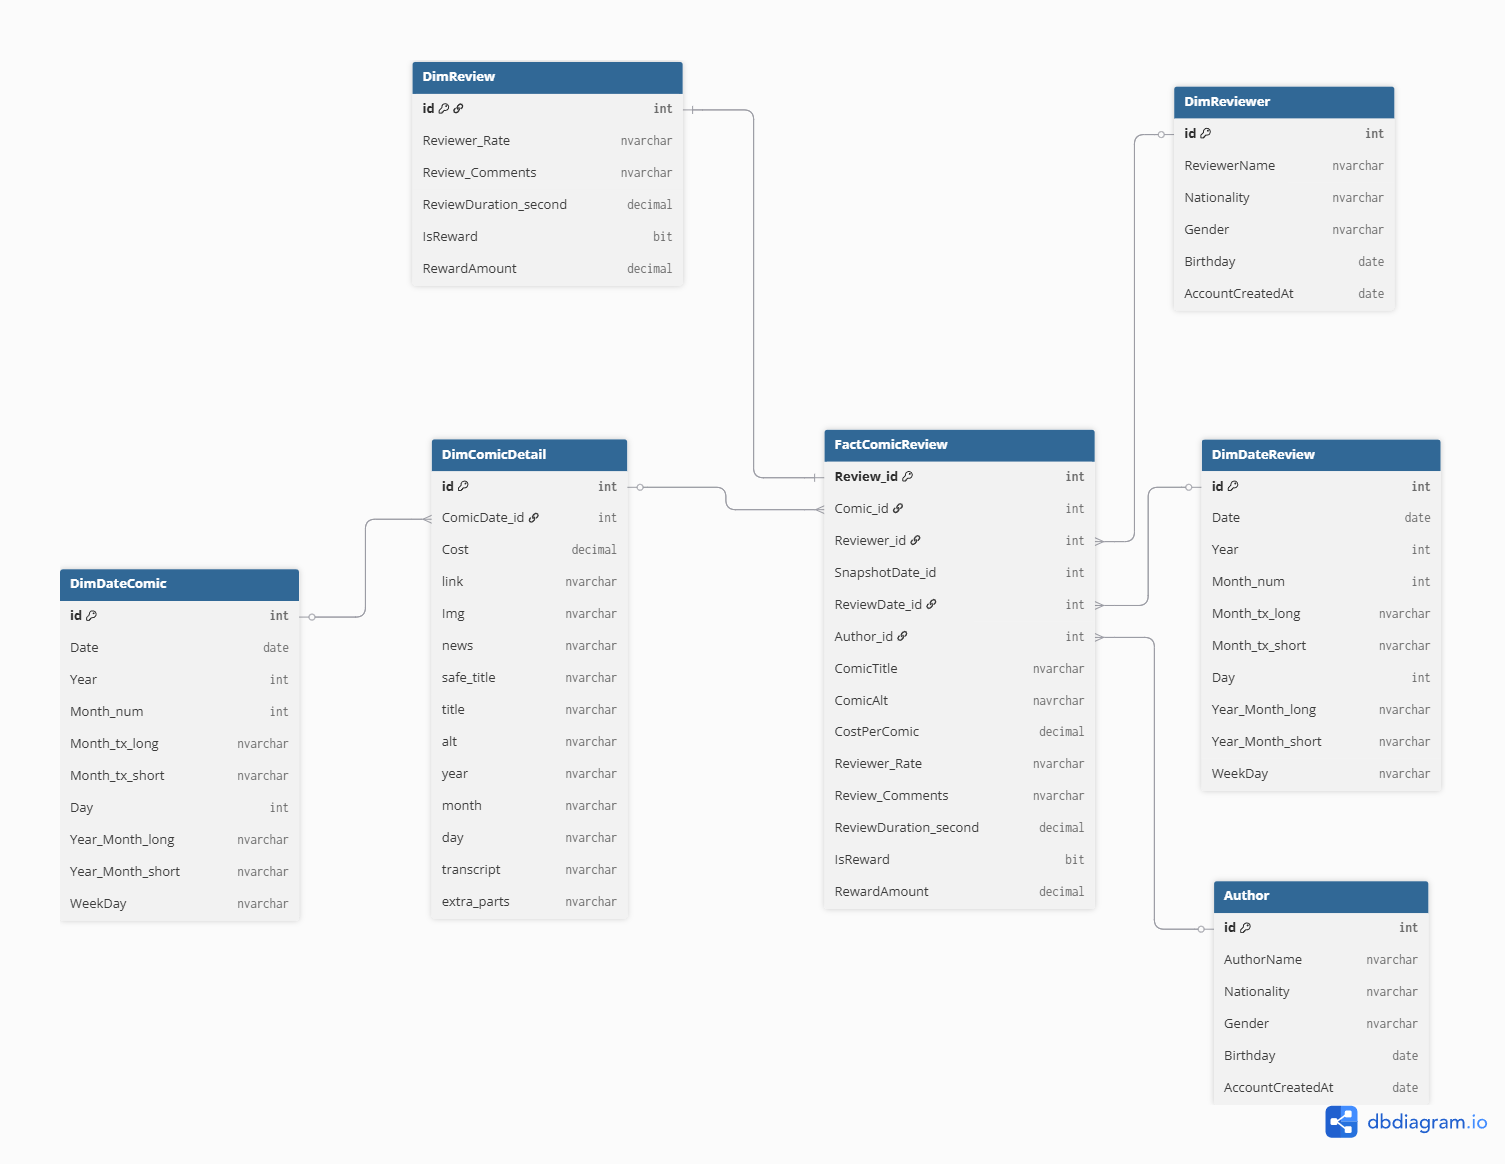 DimReview
id int
Reviewer_Rate nvarchar
Review_Comments nvarchar
ReviewDuration_second decimal
IsReward bit
RewardAmount decimal
DimReviewer
id int
ReviewerName nvarchar
Nationality nvarchar
Gender nvarchar
Birthday date
AccountCreatedAt date
DimDateComic
id int
Date date
Year int
Month_num int
Month_tx_long nvarchar
Month_tx_short nvarchar
Day int
Year_Month_long nvarchar
Year_Month_short nvarchar
WeekDay nvarchar
DimComicDetail
id int
ComicDate_id int
Cost decimal
link nvarchar
Img nvarchar
news nvarchar
safe_title nvarchar
title nvarchar
alt nvarchar
year nvarchar
month nvarchar
day nvarchar
transcript nvarchar
extra_parts nvarchar
FactComicReview
Review_id int
Comic_id int
Reviewer_id int
SnapshotDate_id int
ReviewDate_id int
Author_id int
ComicTitle nvarchar
ComicAlt navrchar
CostPerComic decimal
Reviewer_Rate nvarchar
Review_Comments nvarchar
ReviewDuration_second decimal
IsReward bit
RewardAmount decimal
DimDateReview
id int
Date date
Year int
Month_num int
Month_tx_long nvarchar
Month_tx_short nvarchar
Day int
Year_Month_long nvarchar
Year_Month_short nvarchar
WeekDay nvarchar
Author
id int
AuthorName nvarchar
Nationality nvarchar
Gender nvarchar
Birthday date
AccountCreatedAt date
dbdiagram.io